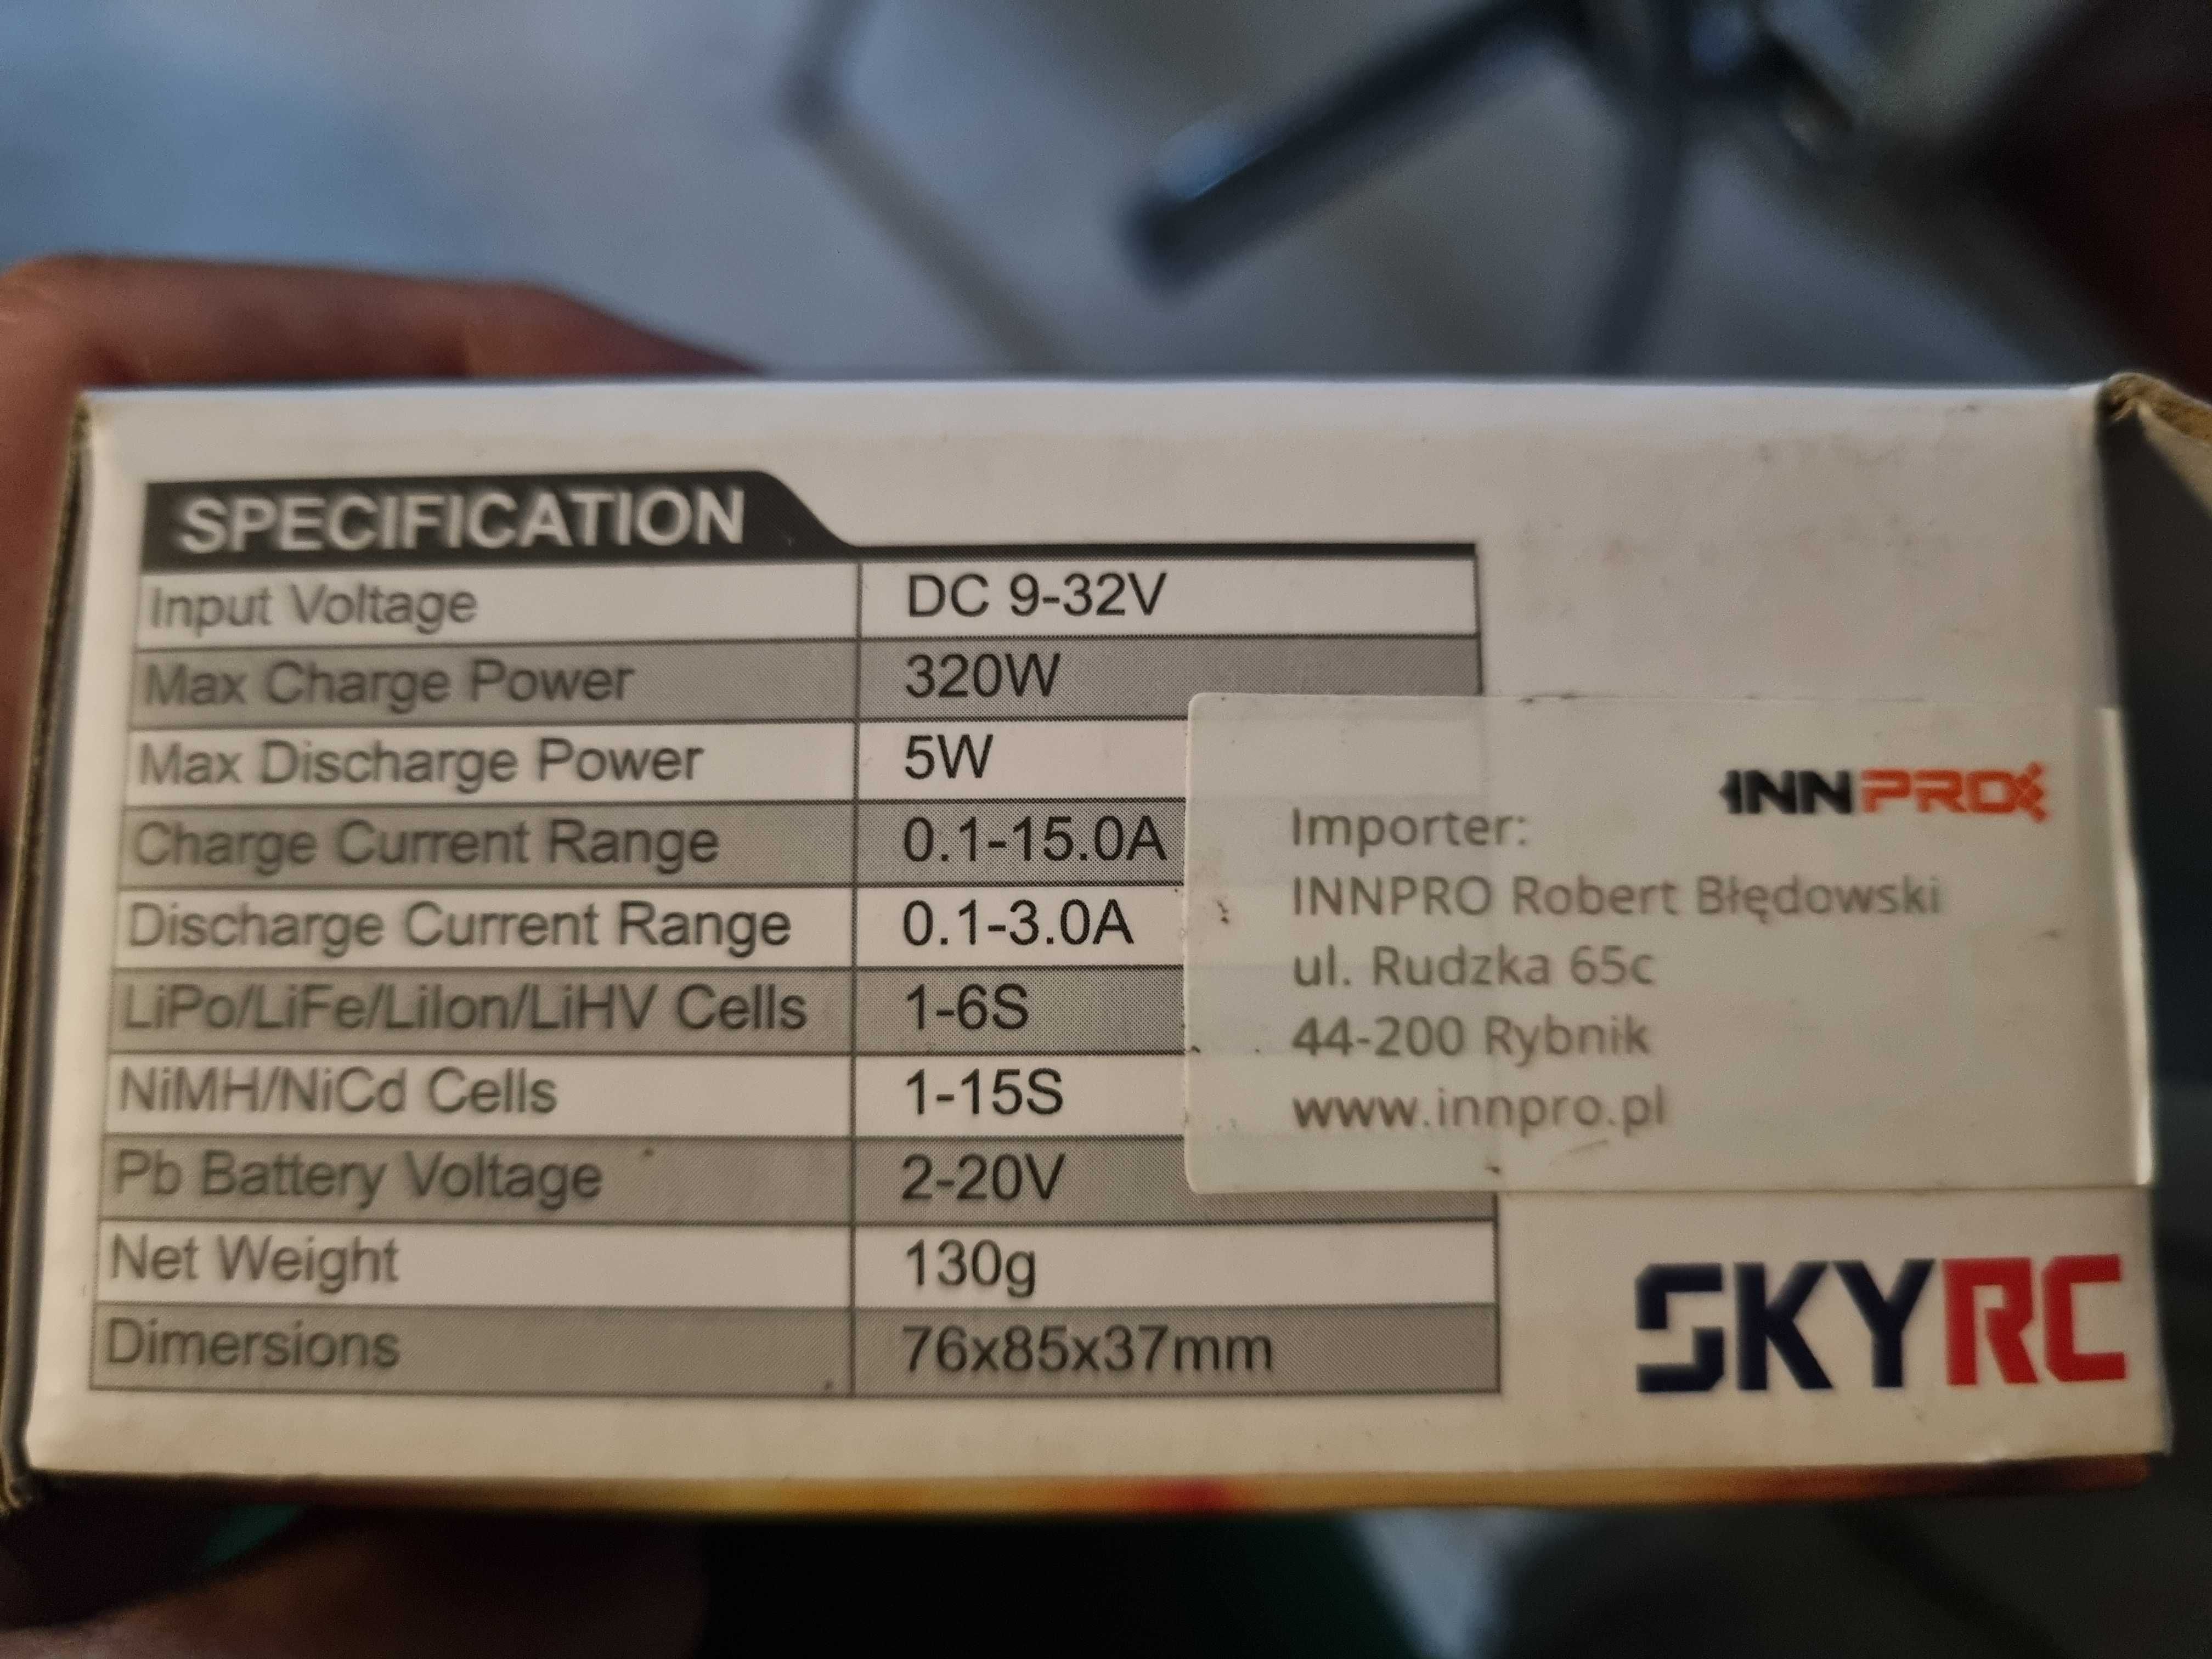 SPECIFICATION
Input Voltage DC 9-32V
Max Charge Power 320W
Max Discharge Power 5W
Charge Current Range 0.1-15.0A
Discharge Current Range 0.1-3.0A
LiPo/LiFe/LiIon/LiHV Cells 1-6S
NiMH/NiCd Cells 1-15S
Pb Battery Voltage 2-20V
Net Weight 130g
Dimersions 76x85x37mm
INNPRO
Importer:
INNPRO Robert Błędowski
ul. Rudzka 65c
44-200 Rybnik
www.innpro.pl
SKYRC